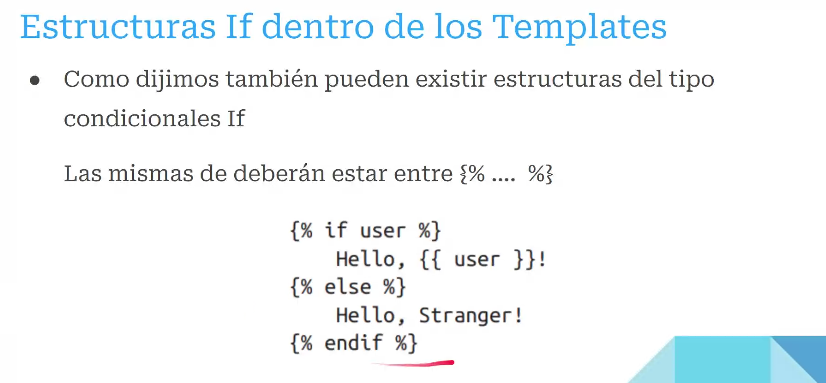 Estructuras If dentro de los Templates
● Como dijimos también pueden existir estructuras del tipo
condicionales If
Las mismas de deberán estar entre {% .... %}
{% if user %}
    Hello, {{ user }}!
{% else %}
    Hello, Stranger!
{% endif %}